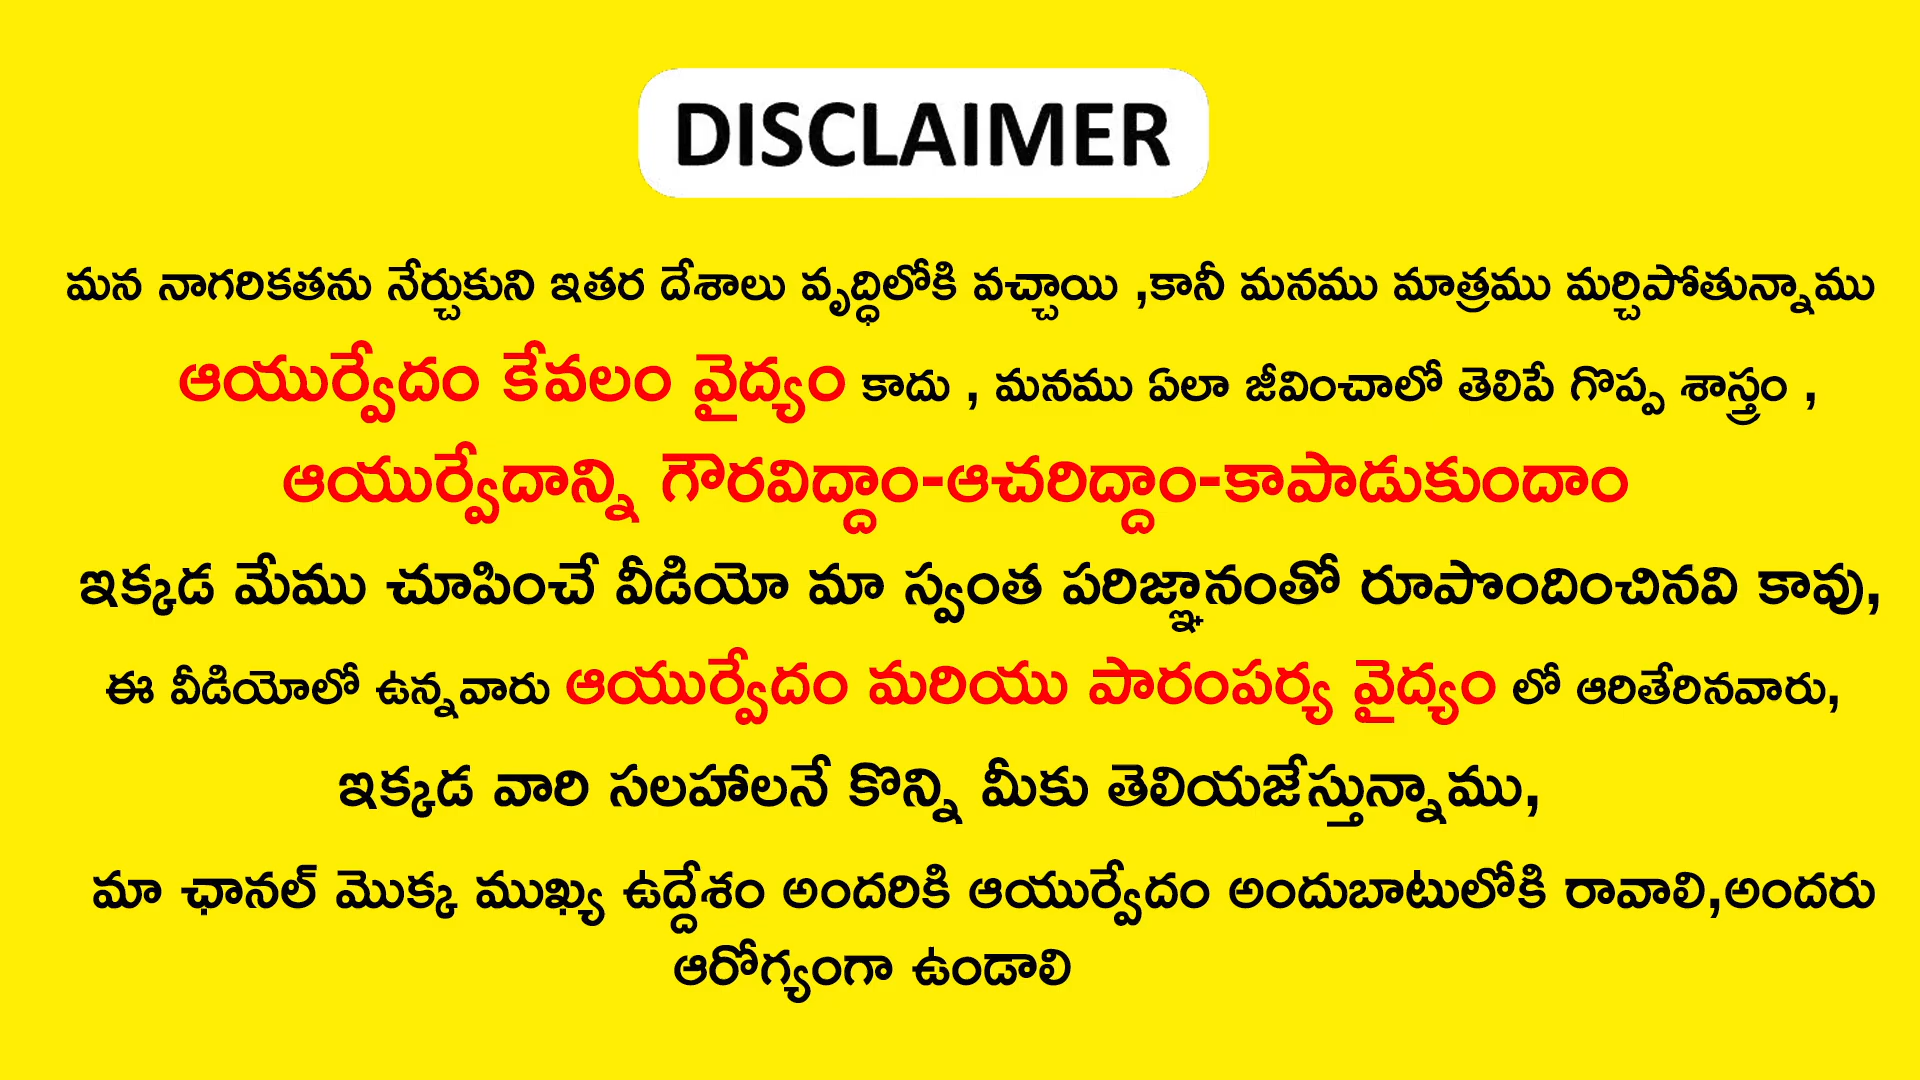 DISCLAIMER
మన నాగరికతను నేర్చుకుని ఇతర దేశాలు వృద్ధిలోకి వచ్చాయి ,కానీ మనము మాత్రము మర్చిపోతున్నాము
ఆయుర్వేదం కేవలం వైద్యం కాదు , మనము ఏలా జీవించాలో తెలిపే గొప్ప శాస్త్రం ,
ఆయుర్వేదాన్ని గౌరవిద్దాం-ఆచరిద్దాం-కాపాడుకుందాం
ఇక్కడ మేము చూపించే వీడియో మా స్వంత పరిజ్ఞానంతో రూపొందించినవి కావు,
ఈ వీడియోలో ఉన్నవారు ఆయుర్వేదం మరియు పారంపర్య వైద్యం లో ఆరితేరినవారు,
ఇక్కడ వారి సలహాలనే కొన్ని మీకు తెలియజేస్తున్నాము,
మా ఛానల్ మొక్క ముఖ్య ఉద్దేశం అందరికి ఆయుర్వేదం అందుబాటులోకి రావాలి,అందరు
ఆరోగ్యంగా ఉండాలి